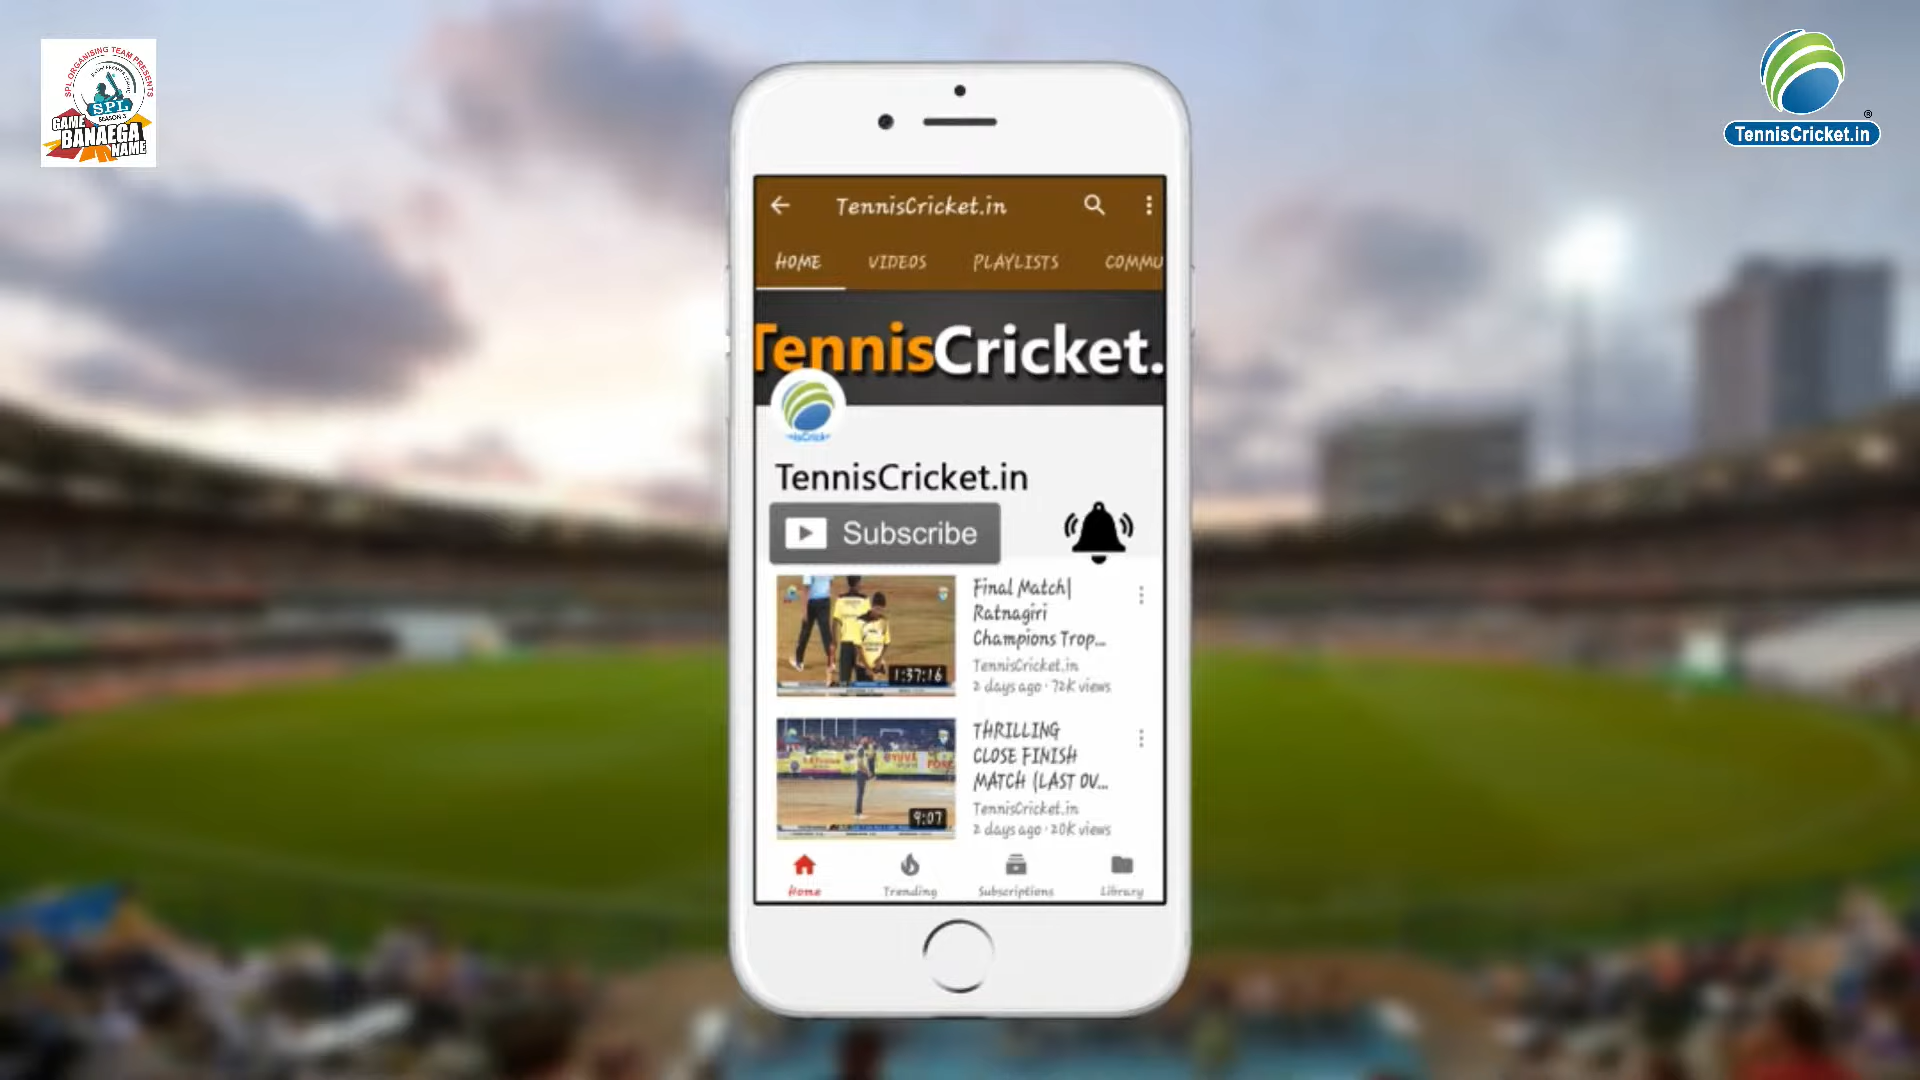 SPL ORGANISING TEAM PRESENTS
SPL
SEASON 3
GAME
BANAEGA
NAME
®
TennisCricket.in
TennisCricket.in
HOME VIDEOS PLAYLISTS COMMU
TennisCricket.
TennisCricket.in
Subscribe
Final Match|
Ratnagiri
Champions Trop...
TennisCricket.in
2 days ago · 72K views
1:37:16
THRILLING
CLOSE FINISH
MATCH (LAST OV...
TennisCricket.in
2 days ago · 20K views
9:07
Home Trending Subscriptions Library